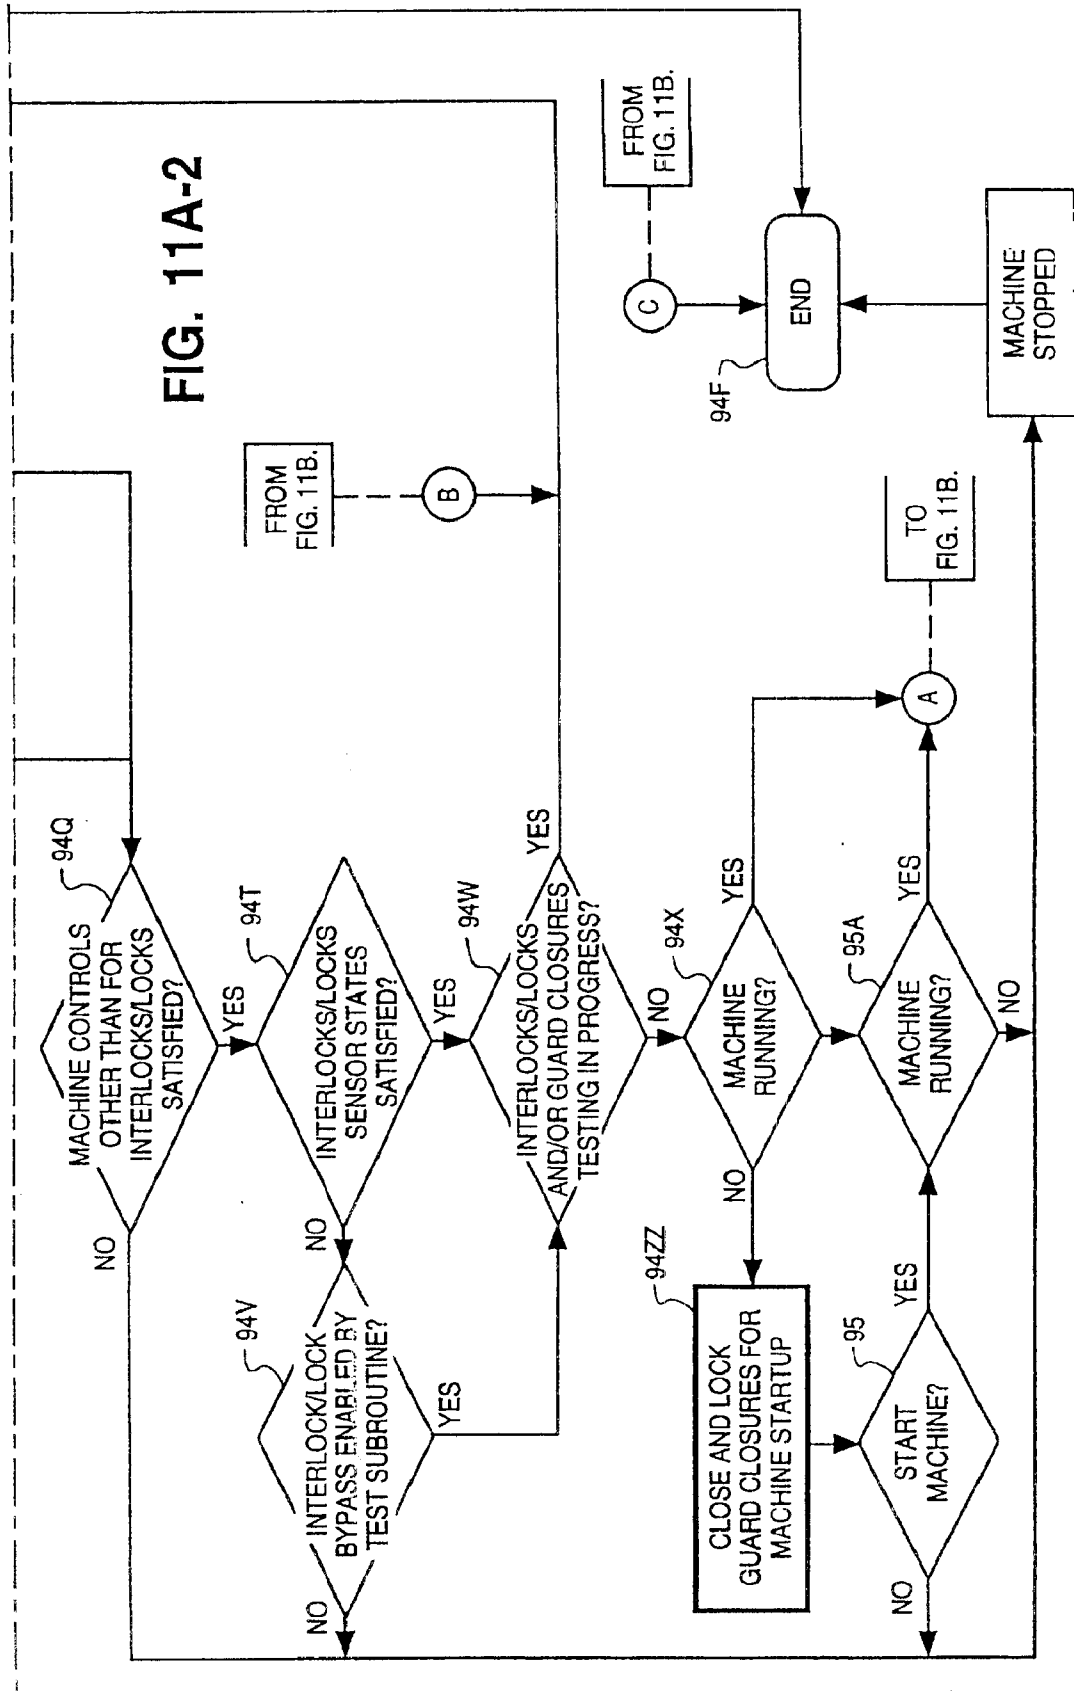 FIG. 11A-2
94Q
MACHINE CONTROLS
OTHER THAN FOR
INTERLOCKS/LOCKS
SATISFIED?
NO
YES
94T
INTERLOCKS/LOCKS
SENSOR STATES
SATISFIED?
NO
YES
94V
INTERLOCK/LOCK
BYPASS ENABLED BY
TEST SUBROUTINE?
NO
YES
94W
INTERLOCKS/LOCKS
AND/OR GUARD CLOSURES
TESTING IN PROGRESS?
YES
NO
FROM
FIG. 11B.
B
94X
MACHINE
RUNNING?
YES
NO
94ZZ
CLOSE AND LOCK
GUARD CLOSURES FOR
MACHINE STARTUP
95
START
MACHINE?
NO
YES
95A
MACHINE
RUNNING?
YES
NO
A
TO
FIG. 11B.
FROM
FIG. 11B.
C
94F
END
MACHINE
STOPPED